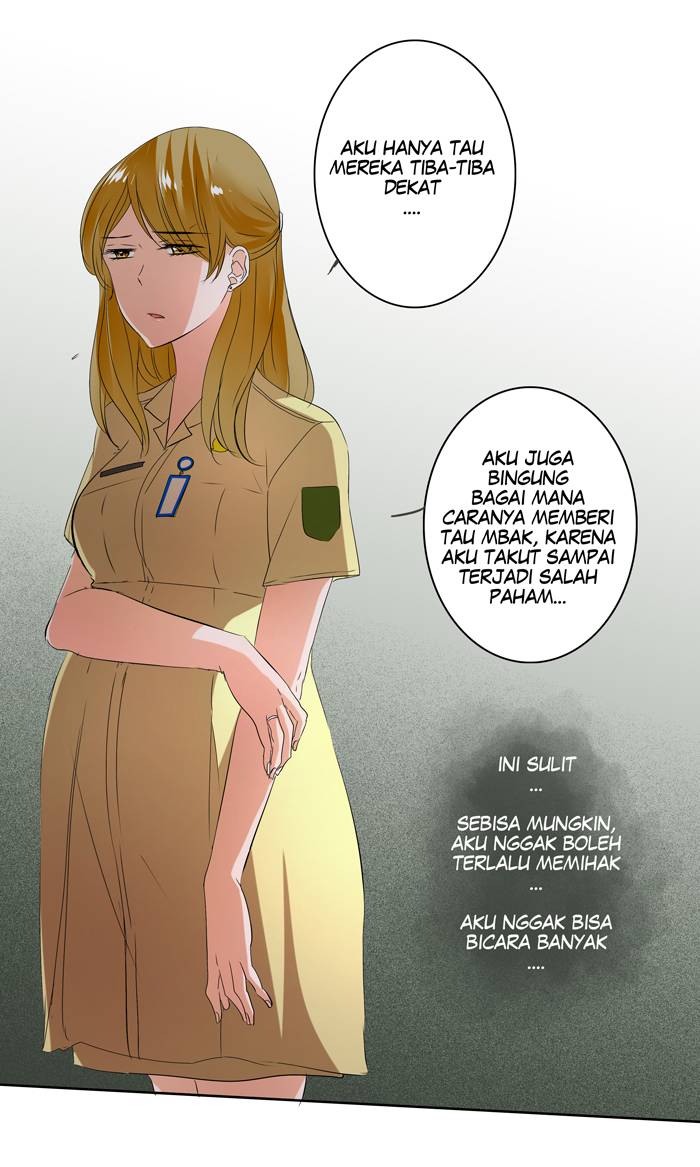 AKU HANYA TAU
MEREKA TIBA-TIBA
DEKAT
....
AKU JUGA
BINGUNG
BAGAI MANA
CARANYA MEMBERI
TAU MBAK, KARENA
AKU TAKUT SAMPAI
TERJADI SALAH
PAHAM...
INI SULIT
...
SEBISA MUNGKIN,
AKU NGGAK BOLEH
TERLALU MEMIHAK
...
AKU NGGAK BISA
BICARA BANYAK
....